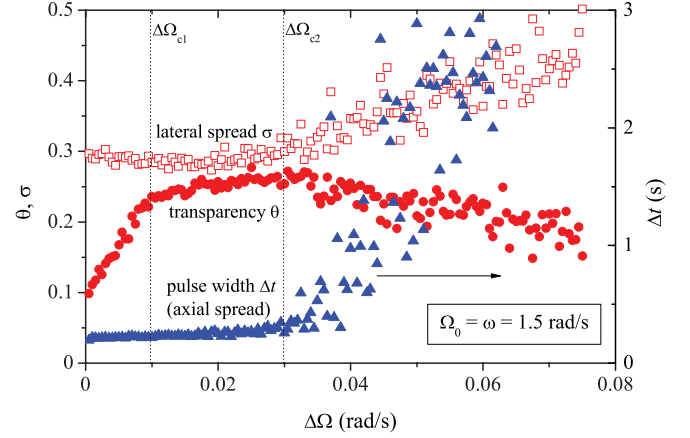 0.5
0.4
0.3
0.2
0.1
0
θ, σ
ΔΩc1
ΔΩc2
lateral spread σ
transparency θ
pulse width Δt
(axial spread)
Ω0 = ω = 1.5 rad/s
3
2
1
0
Δt (s)
0
0.02
0.04
0.06
0.08
ΔΩ (rad/s)